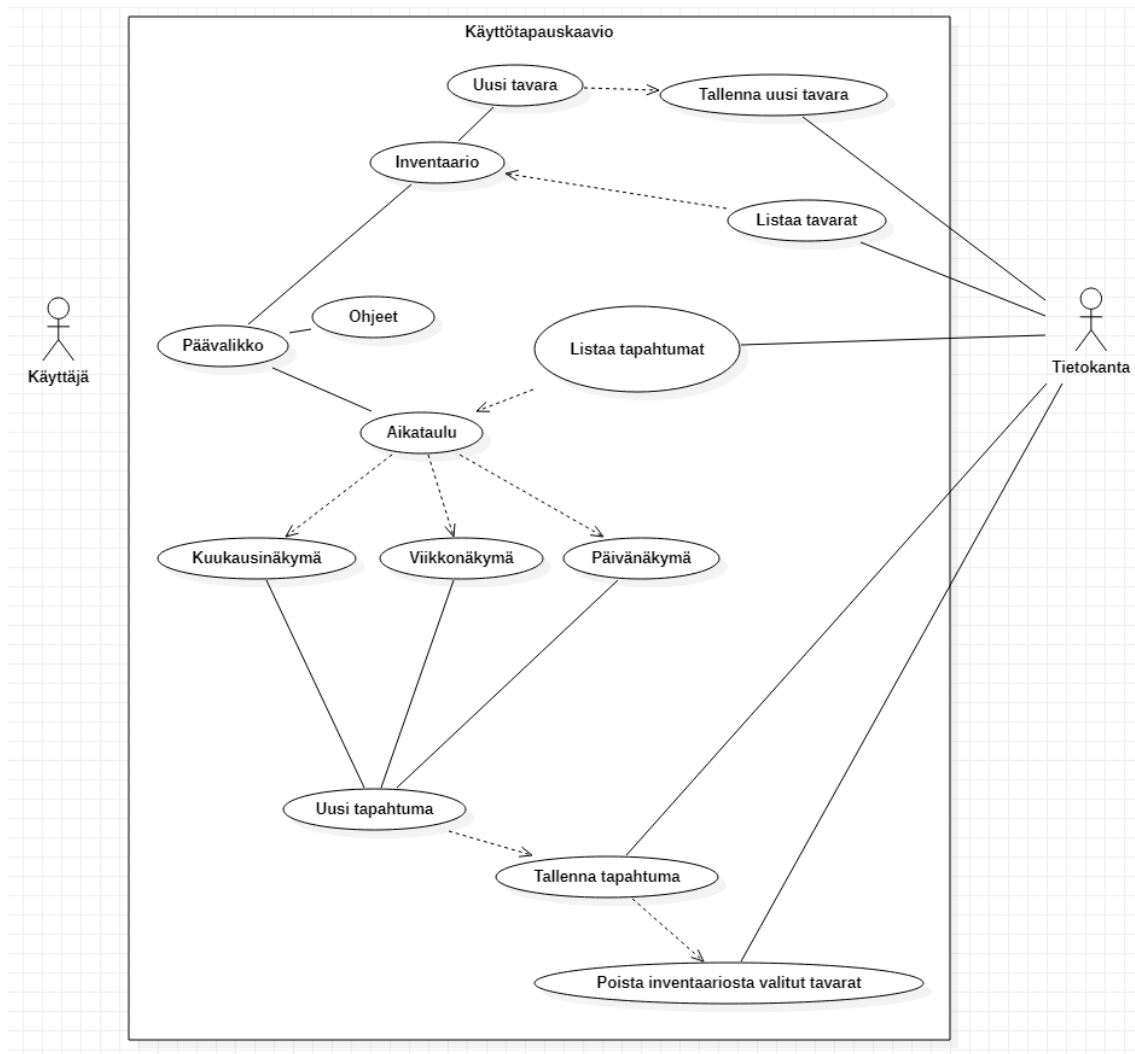 Käyttötapauskaavio
Uusi tavara
Tallenna uusi tavara
Inventaario
Listaa tavarat
Ohjeet
Päävalikko
Listaa tapahtumat
Käyttäjä
Tietokanta
Aikataulu
Kuukausinäkymä
Viikkonäkymä
Päivänäkymä
Uusi tapahtuma
Tallenna tapahtuma
Poista inventaariosta valitut tavarat